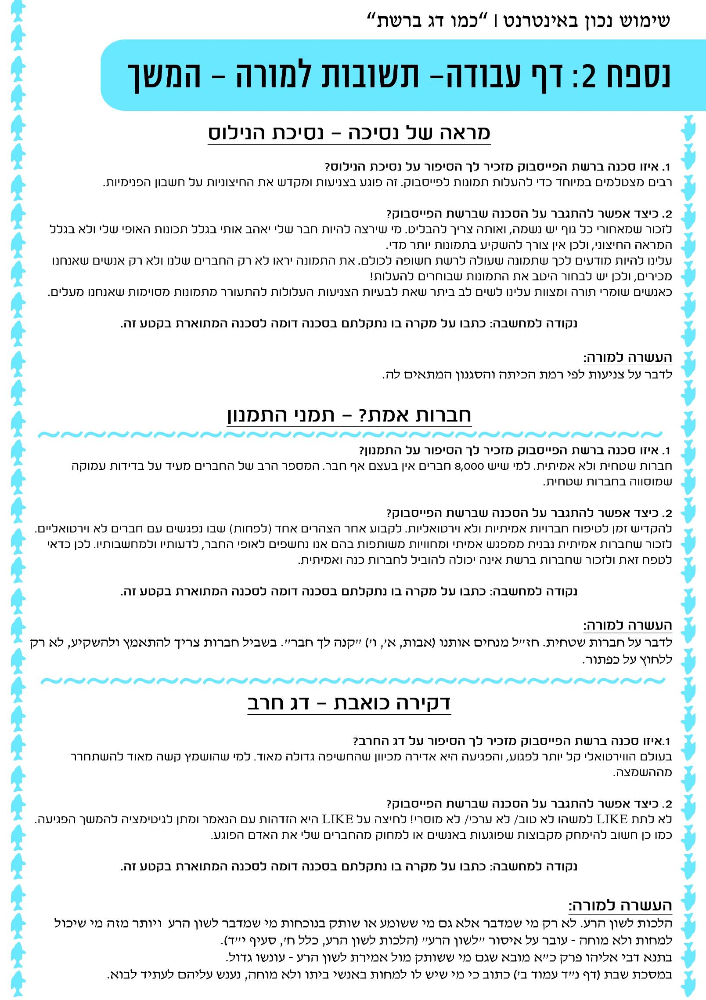 שימוש נכון באינטרנט | "כמו דג ברשת"
נספח 2: דף עבודה- תשובות למורה - המשך
מראה של נסיכה - נסיכת הנילוס
1. איזו סכנה ברשת הפייסבוק מזכיר לך הסיפור על נסיכת הנילוס?
רבים מצטלמים במיוחד כדי להעלות תמונות לפייסבוק. זה פוגע בצניעות ומקדש את החיצוניות על חשבון הפנימיות.
2. כיצד אפשר להתגבר על הסכנה שברשת הפייסבוק?
לזכור שמאחורי כל גוף יש נשמה, ואותה צריך להבליט. מי שירצה להיות חבר שלי יאהב אותי בגלל תכונות האופי שלי ולא בגלל
המראה החיצוני, ולכן אין צורך להשקיע בתמונות יותר מדי.
עלינו להיות מודעים לכך שתמונה שעולה לרשת חשופה לכולם. את התמונה יראו לא רק החברים שלנו ולא רק אנשים שאנחנו
מכירים, ולכן יש לבחור היטב את התמונות שבוחרים להעלות!
כאנשים שומרי תורה ומצוות עלינו לשים לב ביתר שאת לבעיות הצניעות העלולות להתעורר מתמונות מסוימות שאנחנו מעלים.
נקודה למחשבה: כתבו על מקרה בו נתקלתם בסכנה דומה לסכנה המתוארת בקטע זה.
העשרה למורה:
לדבר על צניעות לפי רמת הכיתה והסגנון המתאים לה.
חברות אמת? - תמני התמנון
1. איזו סכנה ברשת הפייסבוק מזכיר לך הסיפור על התמנון?
חברות שטחית ולא אמיתית. למי שיש 8,000 חברים אין בעצם אף חבר. המספר הרב של החברים מעיד על בדידות עמוקה
שמוסווה בחברות שטחית.
2. כיצד אפשר להתגבר על הסכנה שברשת הפייסבוק?
להקדיש זמן לטיפוח חברויות אמיתיות ולא וירטואליות. לקבוע אחר הצהרים אחד (לפחות) שבו נפגשים עם חברים לא וירטואליים.
לזכור שחברות אמיתית נבנית ממפגש אמיתי ומחוויות משותפות בהם אנו נחשפים לאופי החבר, לדעותיו ולמחשבותיו. לכן כדאי
לטפח זאת ולזכור שחברות ברשת אינה יכולה להוביל לחברות כנה ואמיתית.
נקודה למחשבה: כתבו על מקרה בו נתקלתם בסכנה דומה לסכנה המתוארת בקטע זה.
העשרה למורה:
לדבר על חברות שטחית. חז"ל מנחים אותנו (אבות, א', ו') "קנה לך חבר". בשביל חברות צריך להתאמץ ולהשקיע, לא רק
ללחוץ על כפתור.
דקירה כואבת - דג חרב
1.איזו סכנה ברשת הפייסבוק מזכיר לך הסיפור על דג החרב?
בעולם הווירטואלי קל יותר לפגוע, והפגיעה היא אדירה מכיוון שהחשיפה גדולה מאוד. למי שהושמץ קשה מאוד להשתחרר
מההשמצה.
2. כיצד אפשר להתגבר על הסכנה שברשת הפייסבוק?
לא לתת LIKE למשהו לא טוב/ לא ערכי/ לא מוסרי! לחיצה על LIKE היא הזדהות עם הנאמר ומתן לגיטימציה להמשך הפגיעה.
כמו כן חשוב להימחק מקבוצות שפוגעות באנשים או למחוק מהחברים שלי את האדם הפוגע.
נקודה למחשבה: כתבו על מקרה בו נתקלתם בסכנה דומה לסכנה המתוארת בקטע זה.
העשרה למורה:
הלכות לשון הרע. לא רק מי שמדבר אלא גם מי ששומע או שותק בנוכחות מי שמדבר לשון הרע ויותר מזה מי שיכול
למחות ולא מוחה - עובר על איסור "לשון הרע" (הלכות לשון הרע, כלל ח', סעיף י"ד).
בתנא דבי אליהו פרק כ"א מובא שגם מי ששותק מול אמירת לשון הרע - עונשו גדול.
במסכת שבת (דף נ"ד עמוד ב') כתוב כי מי שיש לו למחות באנשי ביתו ולא מוחה, נענש עליהם לעתיד לבוא.